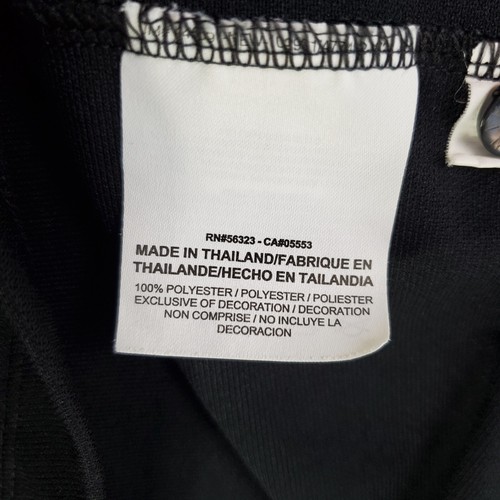 RN#56323 - CA#05553
MADE IN THAILAND/FABRIQUE EN
THAILANDE/HECHO EN TAILANDIA
100% POLYESTER / POLYESTER / POLIESTER
EXCLUSIVE OF DECORATION / DECORATION
NON COMPRISE / NO INCLUYE LA
DECORACION